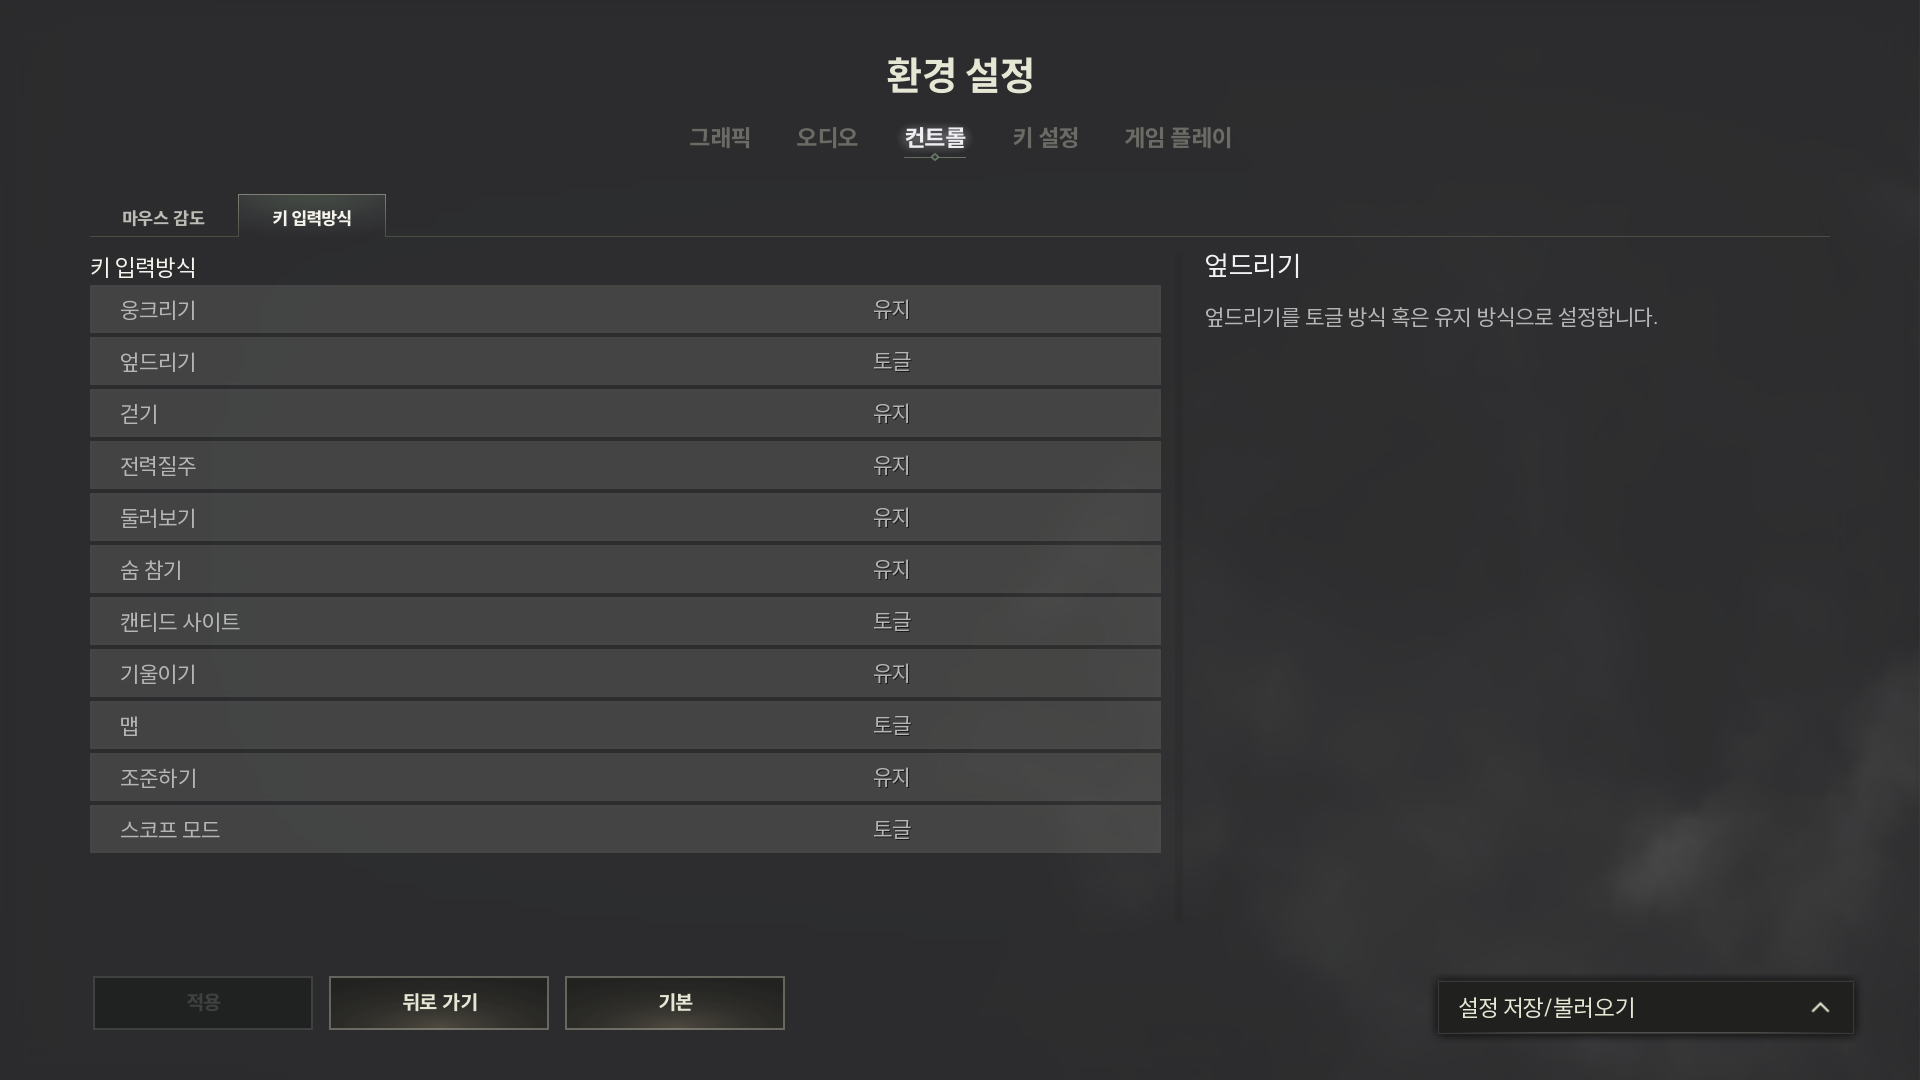 환경 설정
그래픽 오디오 컨트롤 키 설정 게임 플레이
마우스 감도 키 입력방식
키 입력방식
웅크리기 유지
엎드리기 토글
걷기 유지
전력질주 유지
둘러보기 유지
숨 참기 유지
캔티드 사이트 토글
기울이기 유지
맵 토글
조준하기 유지
스코프 모드 토글
엎드리기
엎드리기를 토글 방식 혹은 유지 방식으로 설정합니다.
적용 뒤로 가기 기본
설정 저장/불러오기